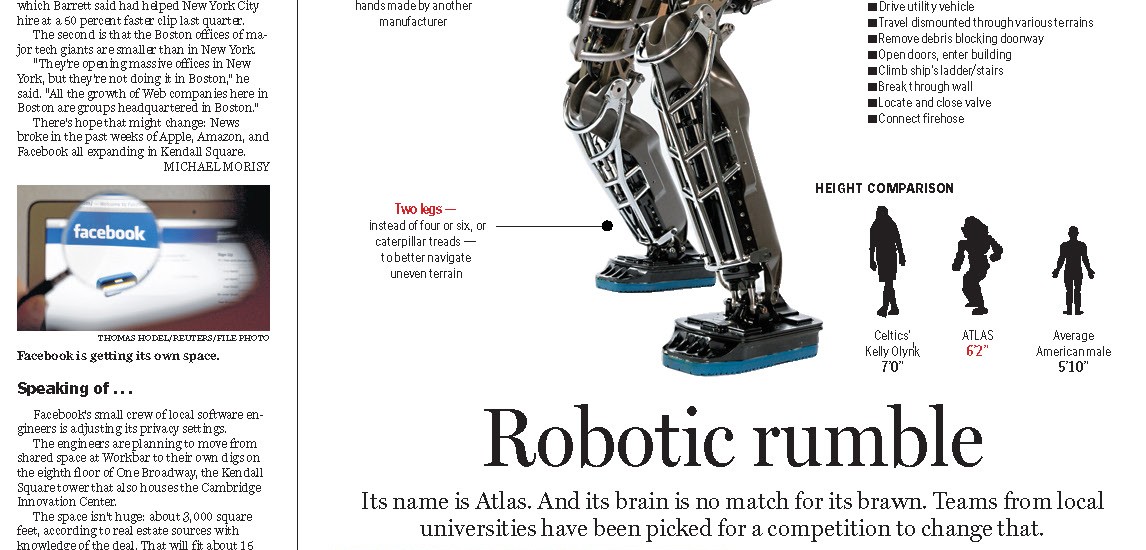 which Barrett said had helped New York City
hire at a 60 percent faster clip last quarter.
The second is that the Boston offices of ma-
jor tech giants are smaller than in New York.
"They're opening massive offices in New
York, but they're not doing it in Boston," he
said. "All the growth of Web companies here in
Boston are groups headquartered in Boston."
There's hope that might change: News
broke in the past weeks of Apple, Amazon, and
Facebook all expanding in Kendall Square.
MICHAEL MORISY
facebook
THOMAS HODEL/REUTERS/FILE PHOTO
Facebook is getting its own space.
Speaking of . . .
Facebook's small crew of local software en-
gineers is adjusting its privacy settings.
The engineers are planning to move from
shared space at Workbar to their own digs on
the eighth floor of One Broadway, the Kendall
Square tower that also houses the Cambridge
Innovation Center.
The space isn't huge: about 3,000 square
feet, according to real estate sources with
knowledge of the deal. That will fit about 15
hands made by another
manufacturer
Two legs —
instead of four or six, or
caterpillar treads —
to better navigate
uneven terrain
■ Drive utility vehicle
■ Travel dismounted through various terrains
■ Remove debris blocking doorway
■ Open doors, enter building
■ Climb ship's ladder/stairs
■ Break through wall
■ Locate and close valve
■ Connect firehose
HEIGHT COMPARISON
Celtics'
Kelly Olynk
7'0"
ATLAS
6'2"
Average
American male
5'10"
Robotic rumble
Its name is Atlas. And its brain is no match for its brawn. Teams from local
universities have been picked for a competition to change that.